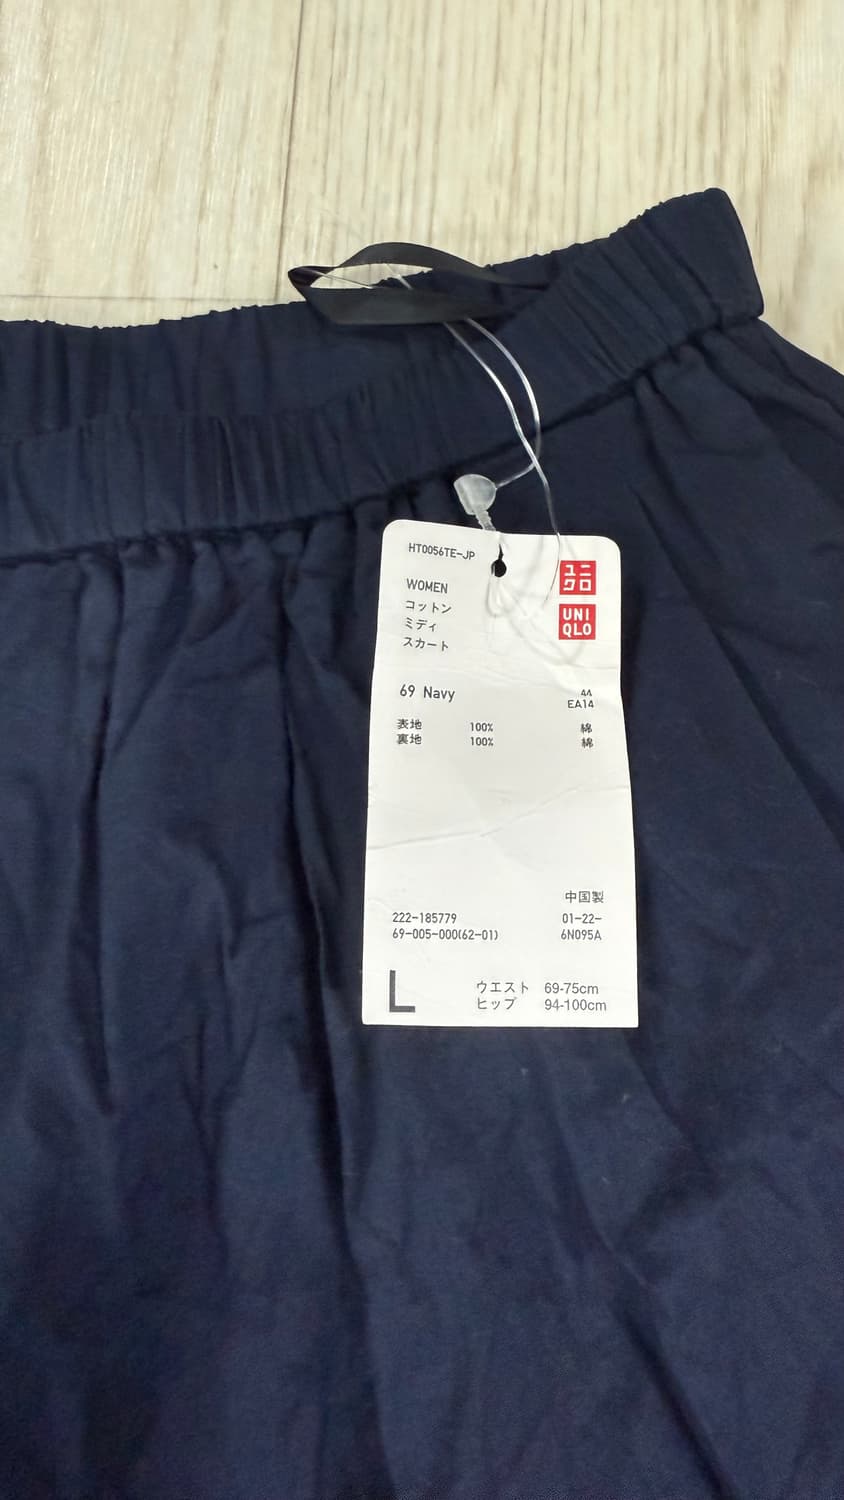 HT0056TE-JP
ユニ
クロ
UNI
QLO
WOMEN
コットン
ミディ
スカート
69 Navy
44
EA14
表地 100% 綿
裏地 100% 綿
中国製
222-185779 01-22-
69-005-000(62-01) 6N095A
L
ウエスト 69-75cm
ヒップ 94-100cm